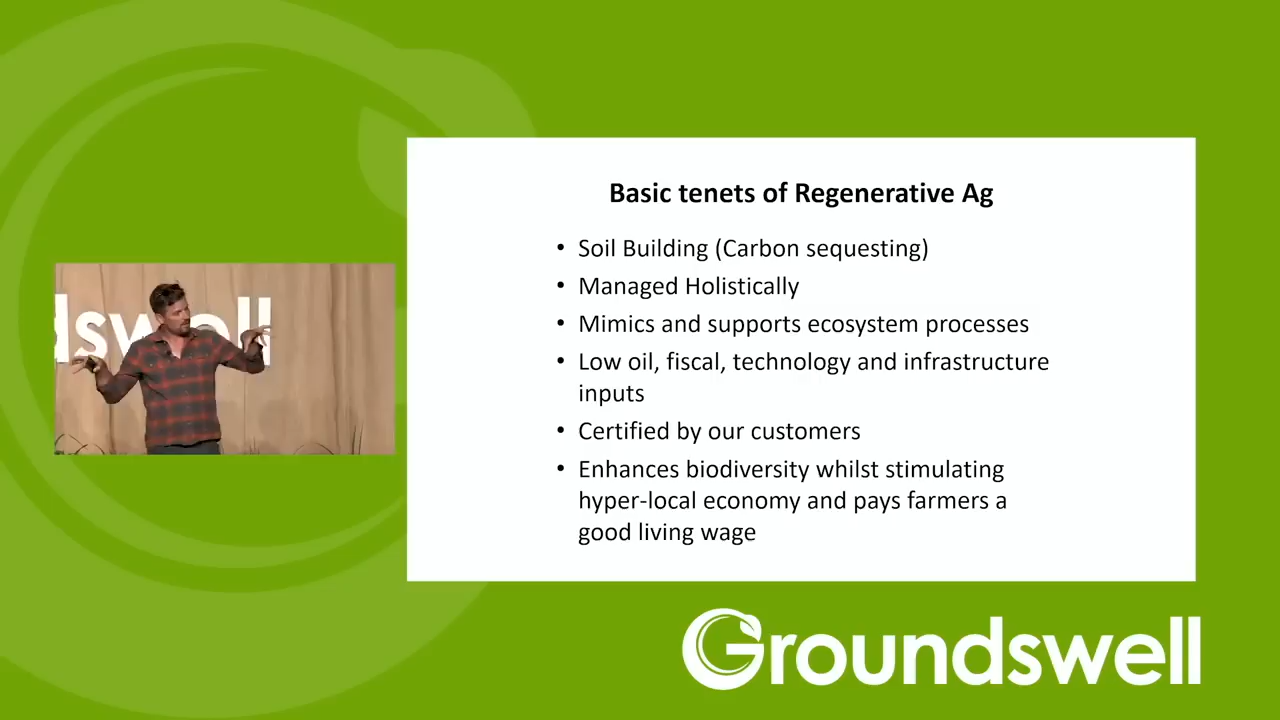 Basic tenets of Regenerative Ag
• Soil Building (Carbon sequesting)
• Managed Holistically
• Mimics and supports ecosystem processes
• Low oil, fiscal, technology and infrastructure
inputs
• Certified by our customers
• Enhances biodiversity whilst stimulating
hyper-local economy and pays farmers a
good living wage
dswell
Groundswell